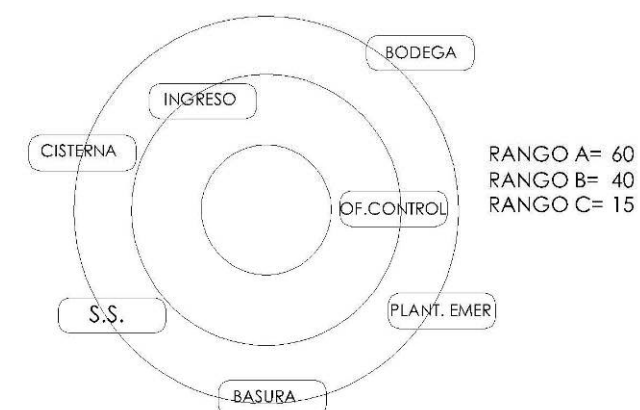 BODEGA
INGRESO
CISTERNA
RANGO A= 60
RANGO B= 40
RANGO C= 15
OF.CONTROL
S.S.
PLANT. EMER
BASURA